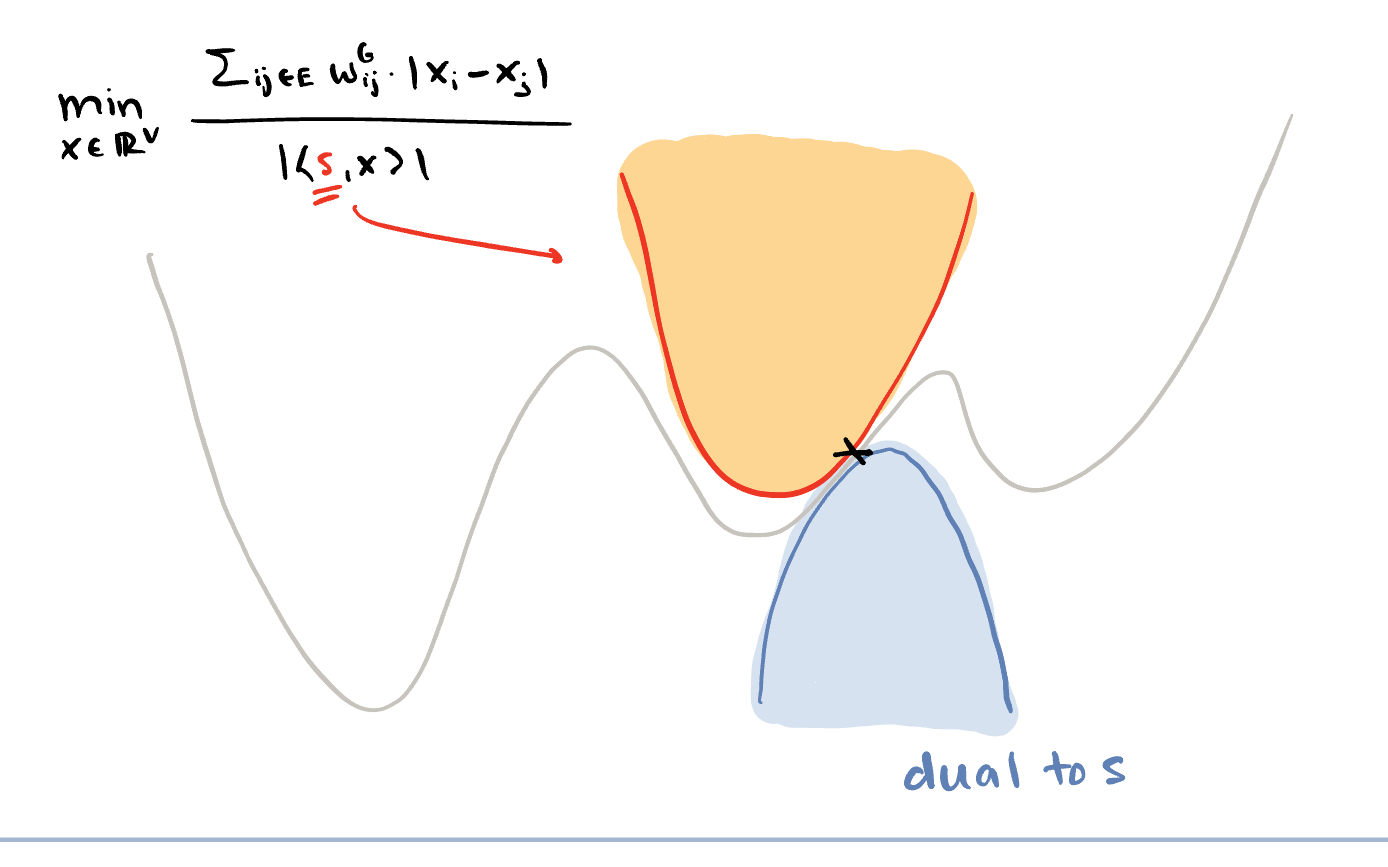 min x∈ℝ^V
∑_{ij∈E} w^G_{ij} · |x_i − x_j|
|⟨s, x⟩|
dual to s